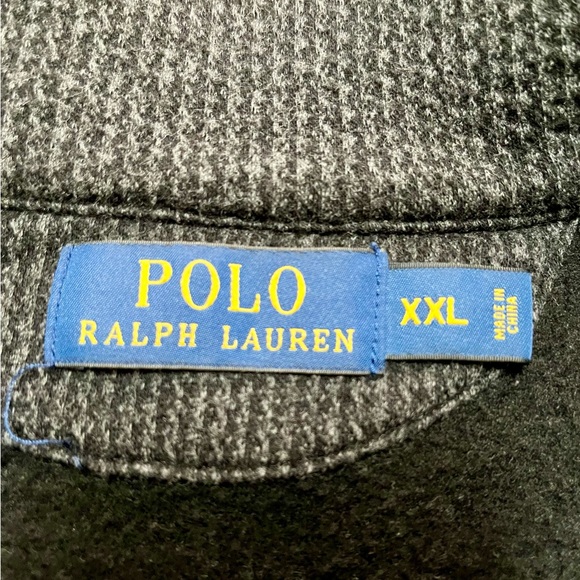 POLO
RALPH LAUREN
XXL
MADE IN
CHINA